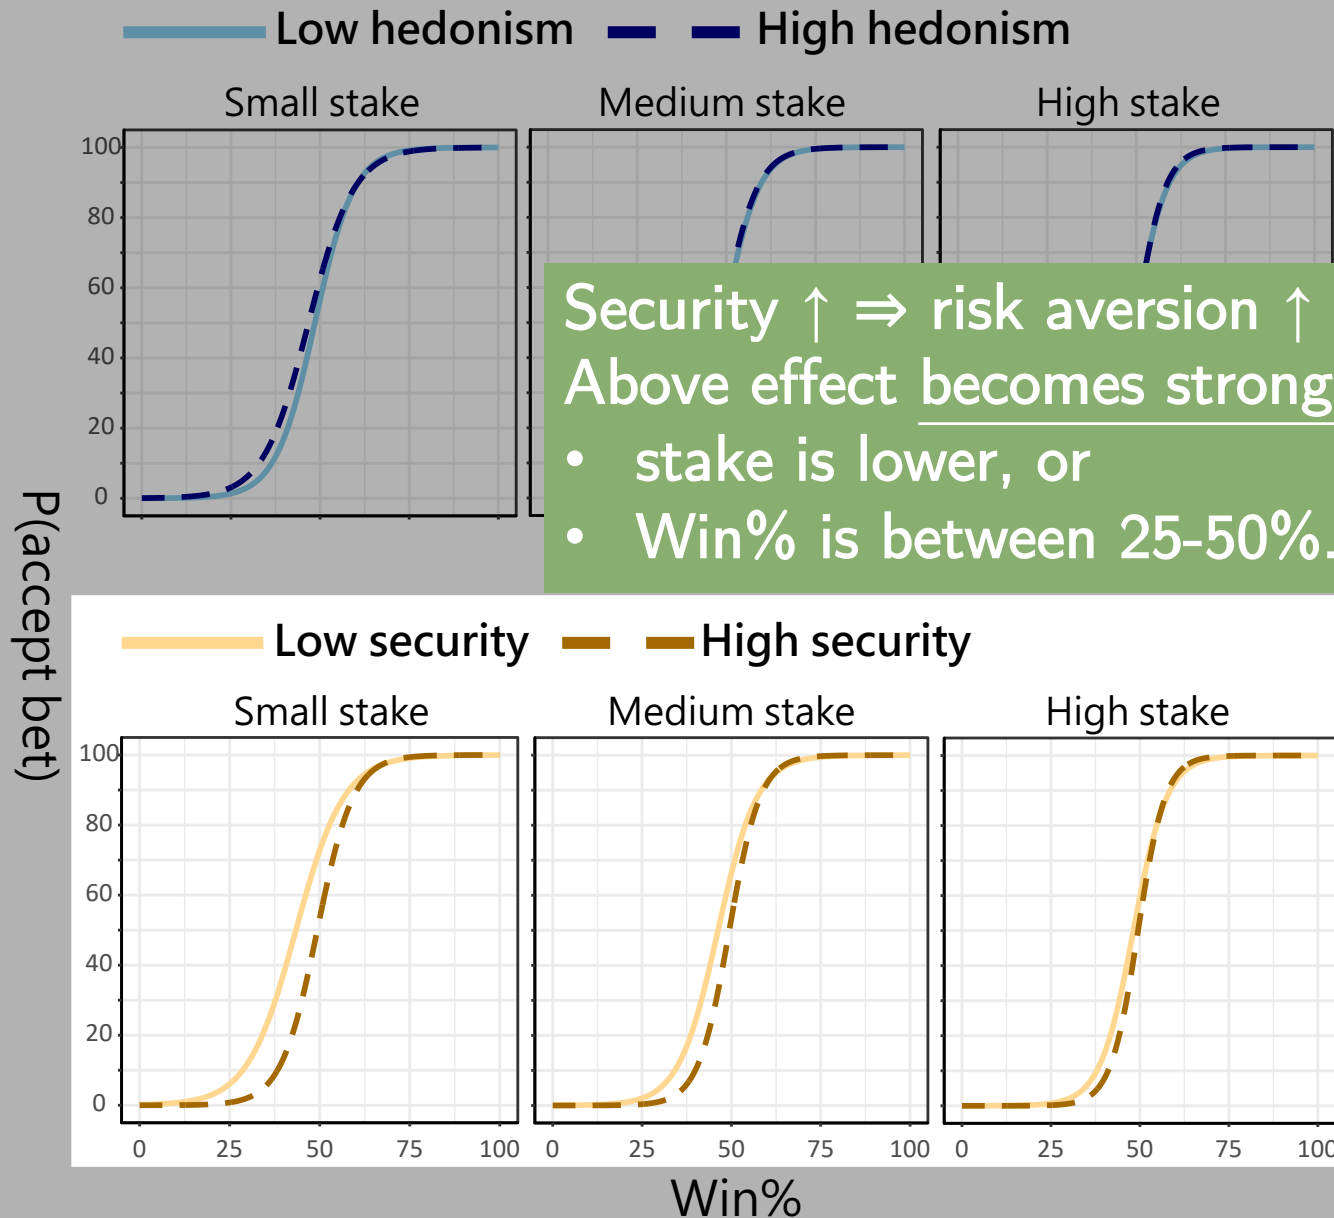 Low hedonism High hedonism
Small stake Medium stake High stake
100
80
60
40
20
0
Security ↑ ⇒ risk aversion ↑
Above effect becomes strong
• stake is lower, or
• Win% is between 25-50%.
P(accept bet)
Low security High security
Small stake Medium stake High stake
100
80
60
40
20
0
0 25 50 75 100 0 25 50 75 100 0 25 50 75 100
Win%